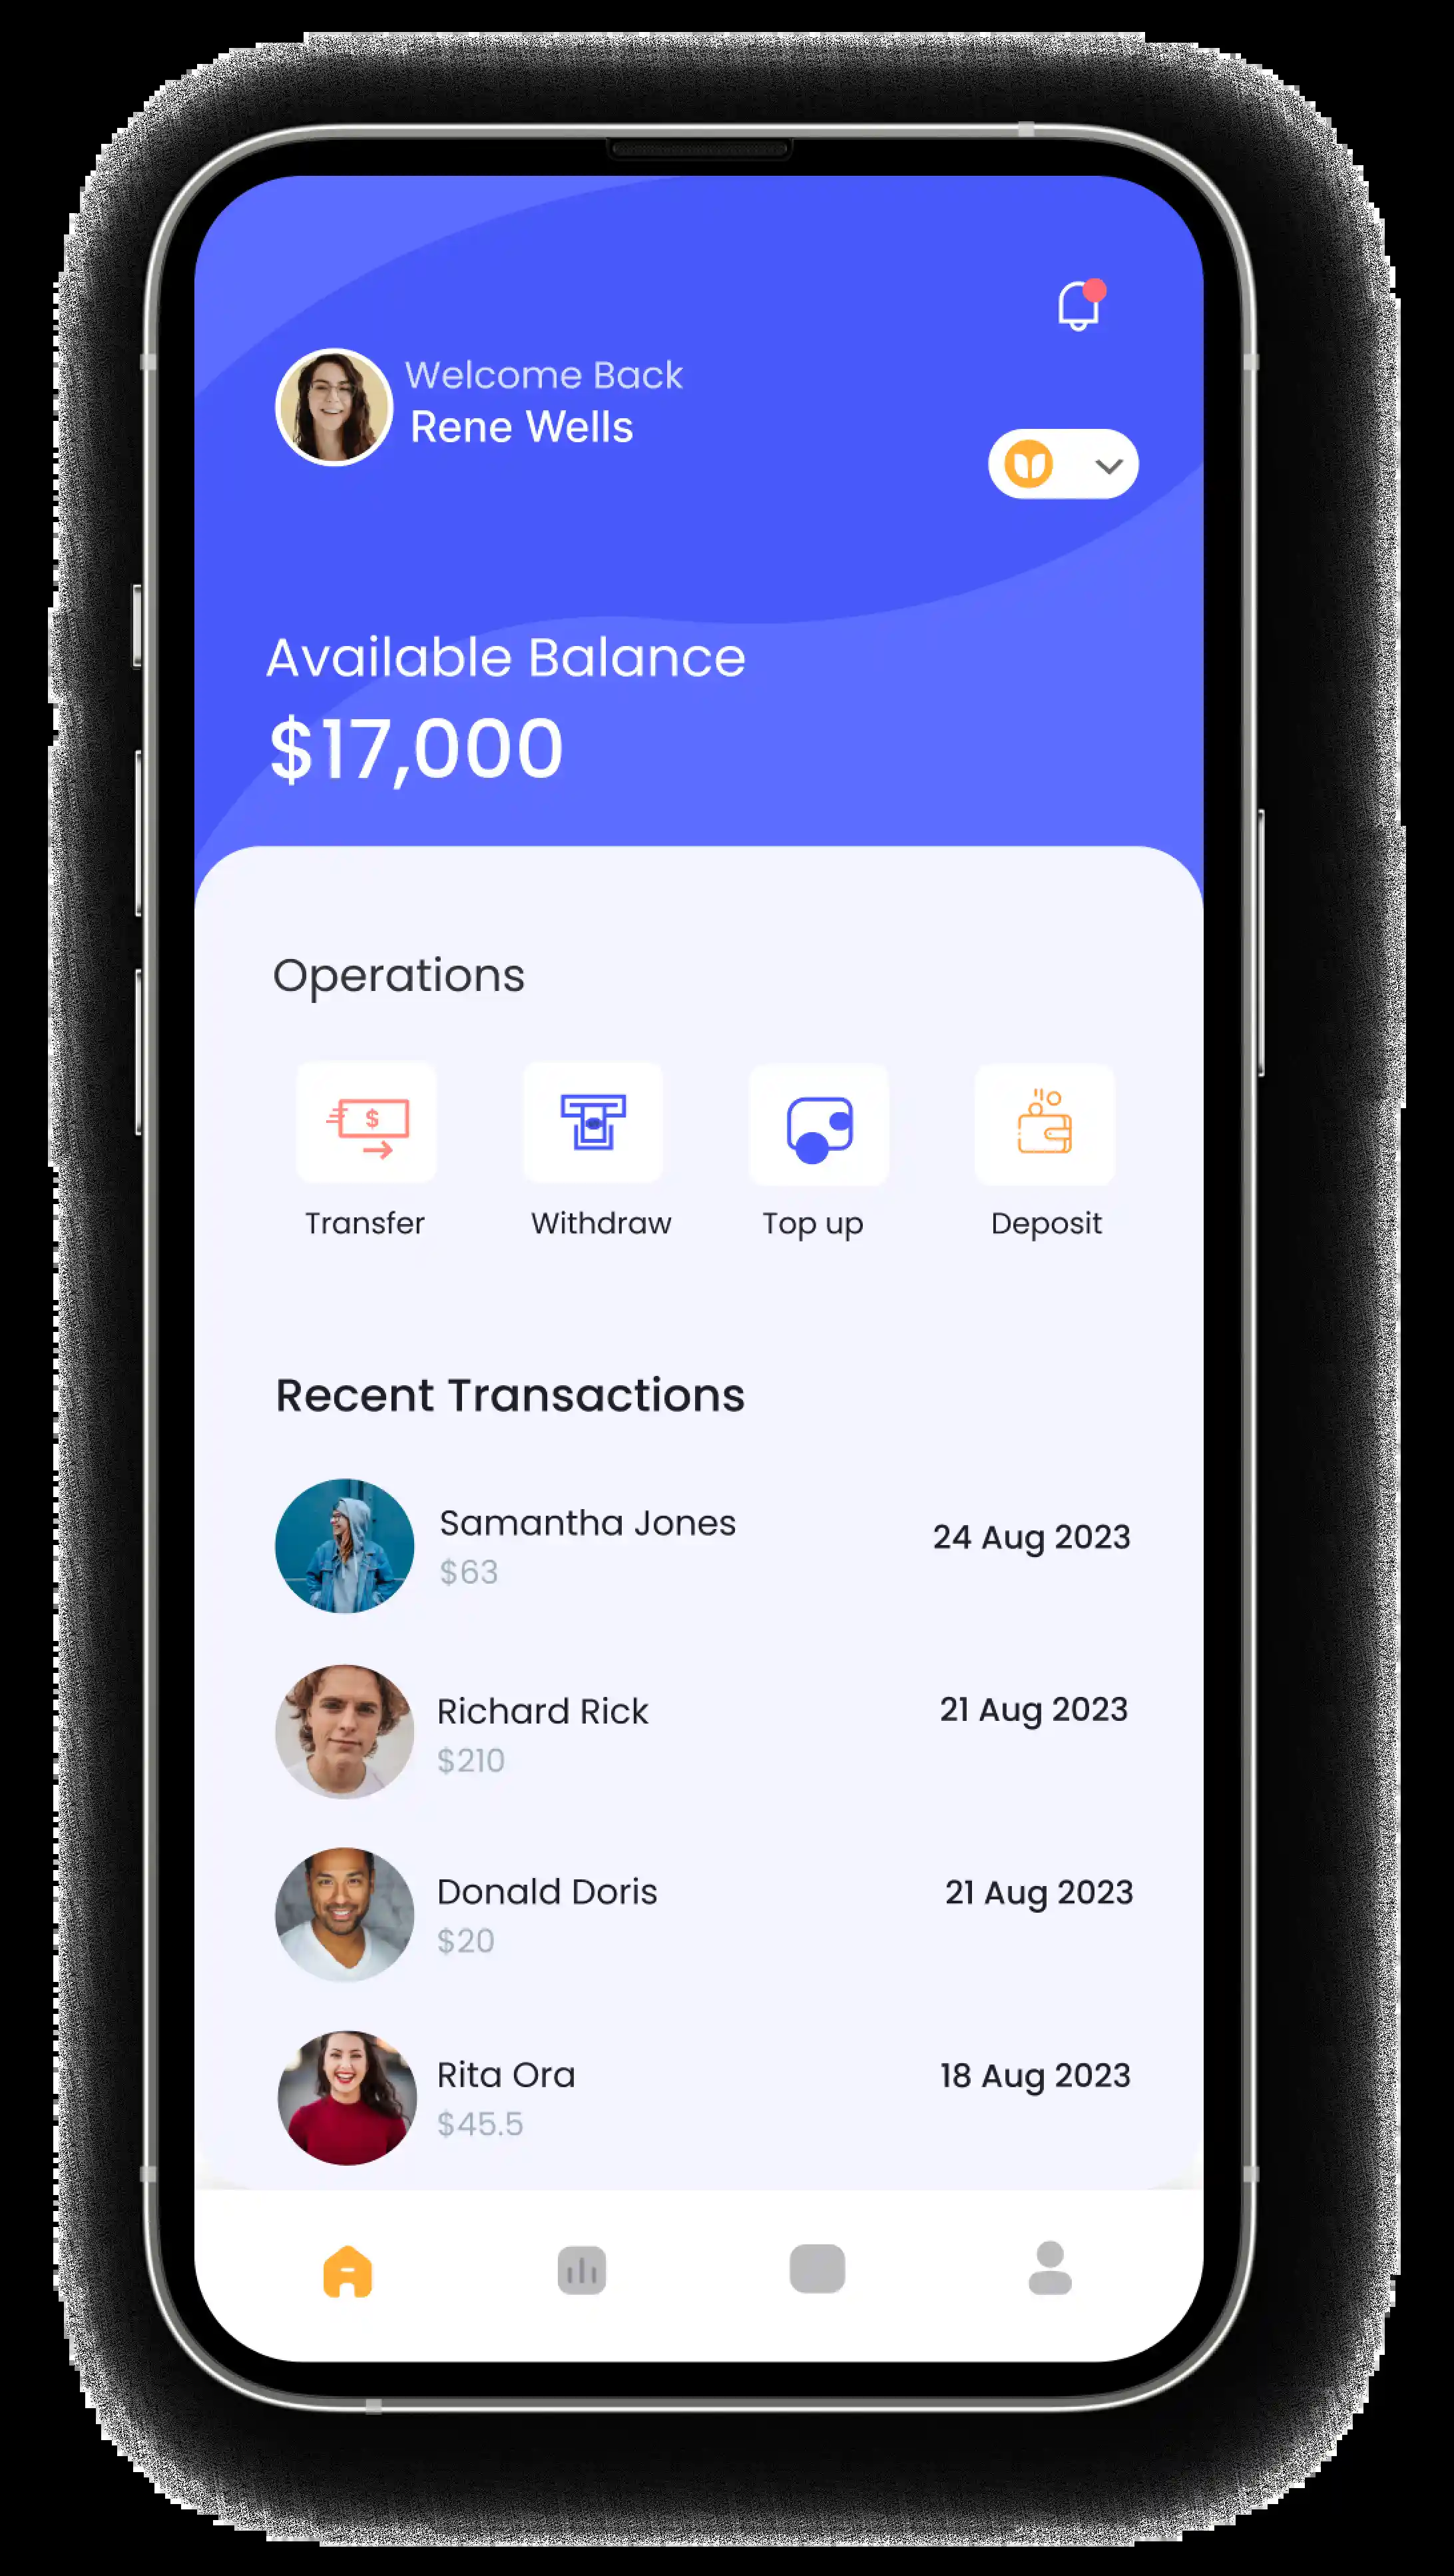 Welcome Back
Rene Wells
Available Balance
$17,000
Operations
$
Transfer
Withdraw
Top up
Deposit
Recent Transactions
Samantha Jones
24 Aug 2023
$63
Richard Rick
21 Aug 2023
$210
Donald Doris
21 Aug 2023
$20
Rita Ora
18 Aug 2023
$45.5